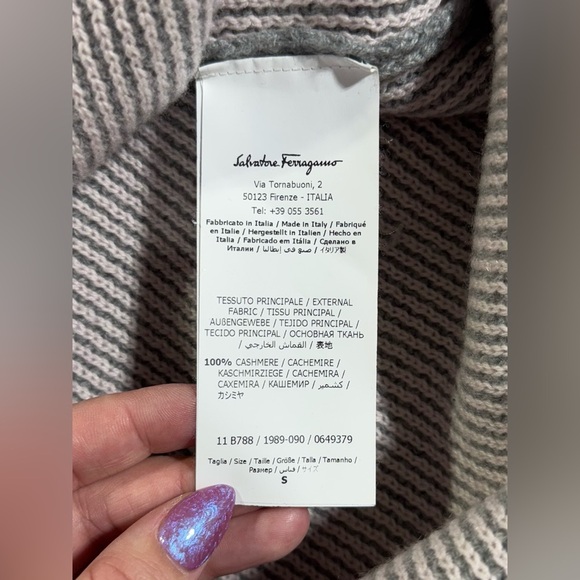 Salvatore Ferragamo
Via Tornabuoni, 2
50123 Firenze - ITALIA
Tel: +39 055 3561
Fabbricato in Italia / Made in Italy / Fabriqué
en Italie / Hergestellt in Italien / Hecho en
Italia / Fabricado em Itália / Сделано в
Италии / صنع في إيطاليا / イタリア製
TESSUTO PRINCIPALE / EXTERNAL
FABRIC / TISSU PRINCIPAL /
AUßENGEWEBE / TEJIDO PRINCIPAL /
TECIDO PRINCIPAL / ОСНОВНАЯ ТКАНЬ
/ القماش الخارجي / 表地
100% CASHMERE / CACHEMIRE /
KASCHMIRZIEGE / CACHEMIRA /
CAXEMIRA / КАШЕМИР / كشمير /
カシミヤ
11 B788 / 1989-090 / 0649379
Taglia / Size / Taille / Größe / Talla / Tamanho /
Размер / قياس / サイズ
S